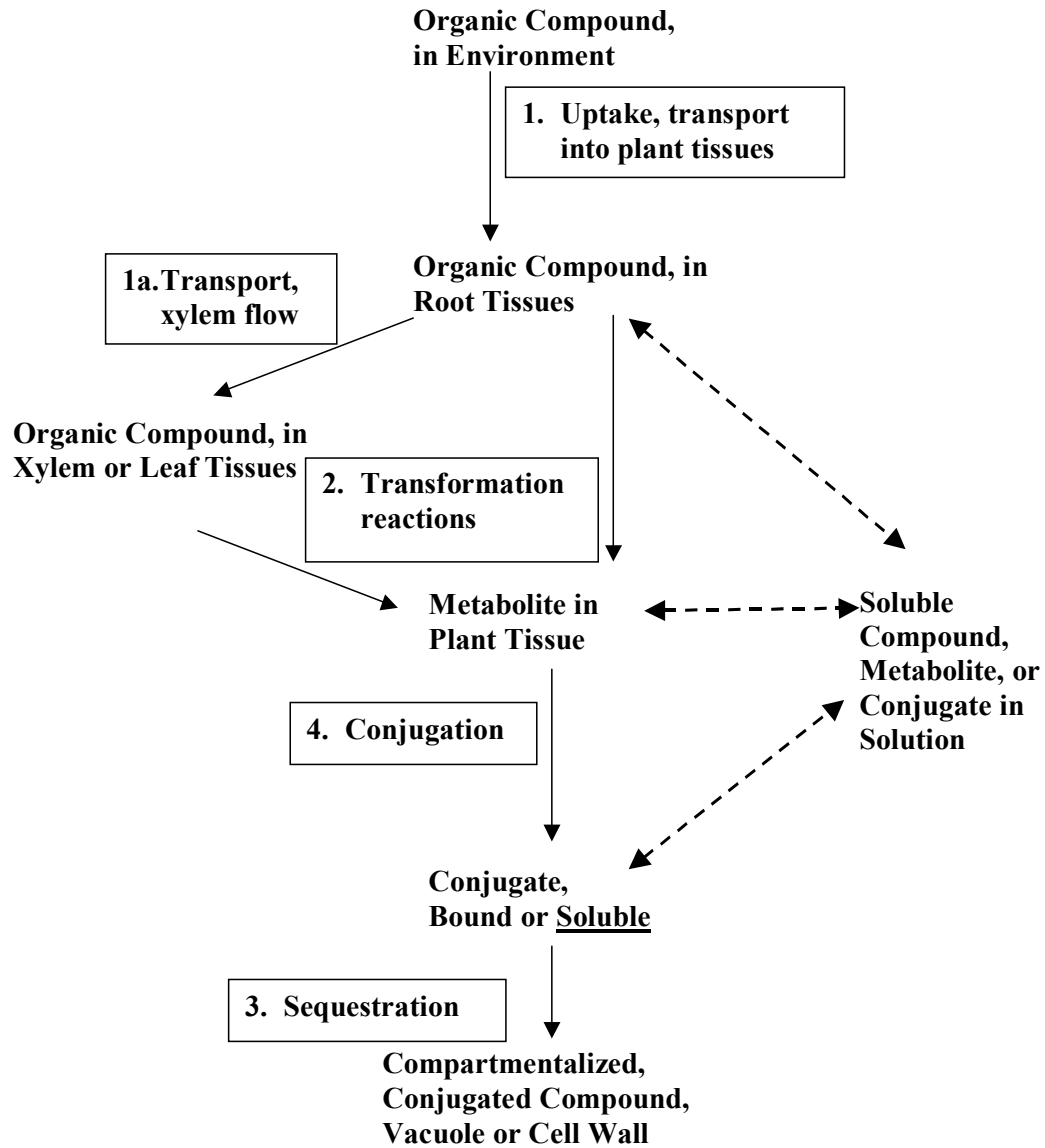 Organic Compound,
in Environment
1. Uptake, transport
into plant tissues
1a.Transport,
xylem flow
Organic Compound, in
Root Tissues
Organic Compound, in
Xylem or Leaf Tissues
2. Transformation
reactions
Metabolite in
Plant Tissue
Soluble
Compound,
Metabolite, or
Conjugate in
Solution
4. Conjugation
Conjugate,
Bound or Soluble
3. Sequestration
Compartmentalized,
Conjugated Compound,
Vacuole or Cell Wall